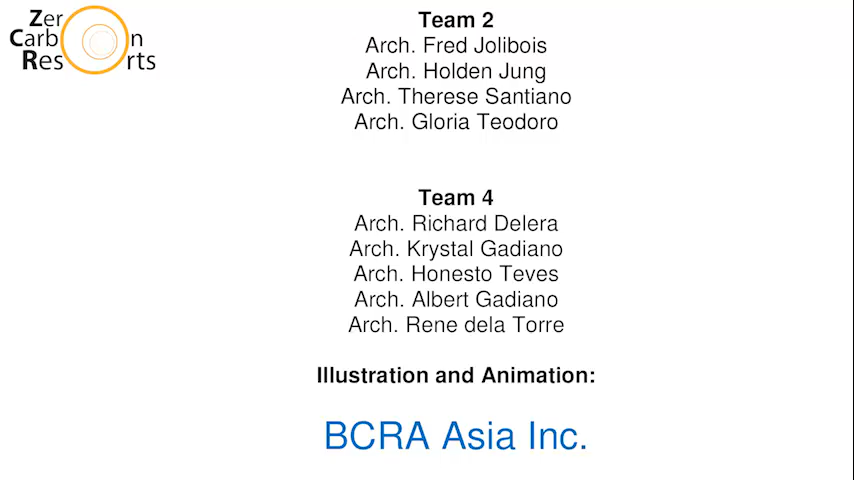 Zer
Carb n
Res rts
Team 2
Arch. Fred Jolibois
Arch. Holden Jung
Arch. Therese Santiano
Arch. Gloria Teodoro
Team 4
Arch. Richard Delera
Arch. Krystal Gadiano
Arch. Honesto Teves
Arch. Albert Gadiano
Arch. Rene dela Torre
Illustration and Animation:
BCRA Asia Inc.